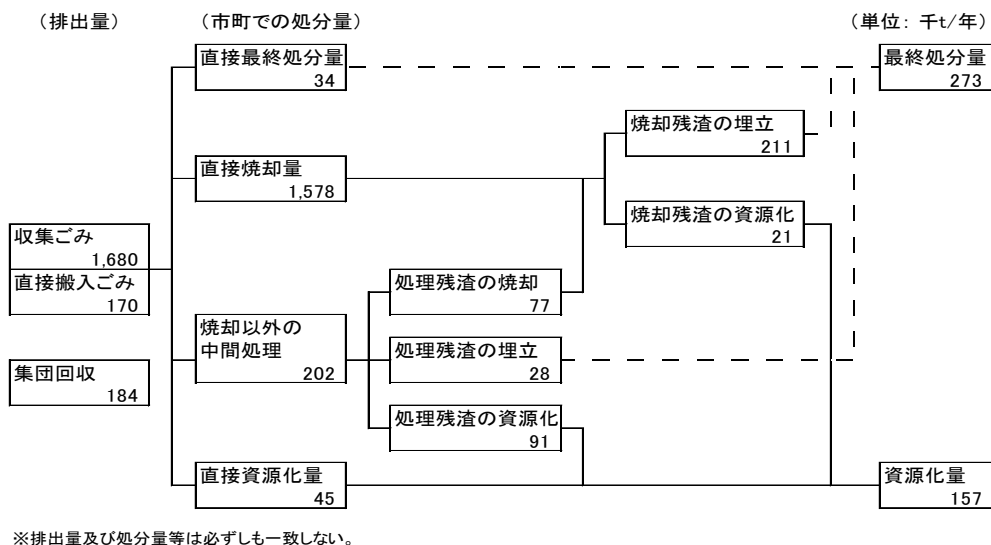 （排出量）
（市町での処分量）
（単位：千t/年）
直接最終処分量
34
最終処分量
273
焼却残渣の埋立
211
直接焼却量
1,578
焼却残渣の資源化
21
収集ごみ
1,680
直接搬入ごみ
170
処理残渣の焼却
77
焼却以外の
中間処理
202
処理残渣の埋立
28
集団回収
184
処理残渣の資源化
91
直接資源化量
45
資源化量
157
※排出量及び処分量等は必ずしも一致しない。